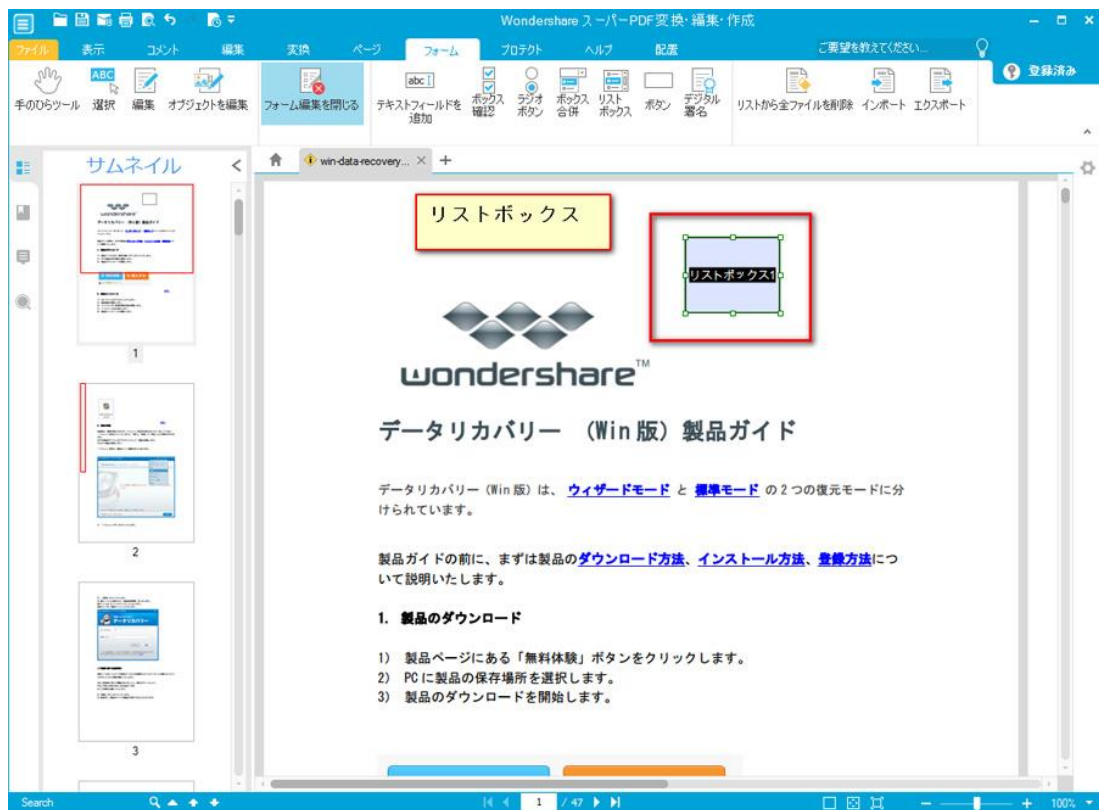 Wondershare スーパーPDF変換・編集・作成
ファイル 表示 コメント 編集 変換 ページ フォーム プロテクト ヘルプ 配置 ご要望を教えてください... 登録済み
ABC
abc
手のひらツール 選択 編集 オブジェクトを編集 フォーム編集を閉じる テキストフィールドを追加 ボックス確認 ラジオボタン ボックス合併 リストボックス ボタン デジタル署名 リストから全ファイルを削除 インポート エクスポート
サムネイル
win-data-recovery...
リストボックス
リストボックス1
wondershare™
データリカバリー （Win 版）製品ガイド
データリカバリー（Win 版）は、 ウィザードモード と 標準モード の２つの復元モードに分
けられています。
製品ガイドの前に、まずは製品のダウンロード方法、インストール方法、登録方法につ
いて説明いたします。
1. 製品のダウンロード
1) 製品ページにある「無料体験」ボタンをクリックします。
2) PC に製品の保存場所を選択します。
3) 製品のダウンロードを開始します。
1
2
3
Search 1 / 47 100%